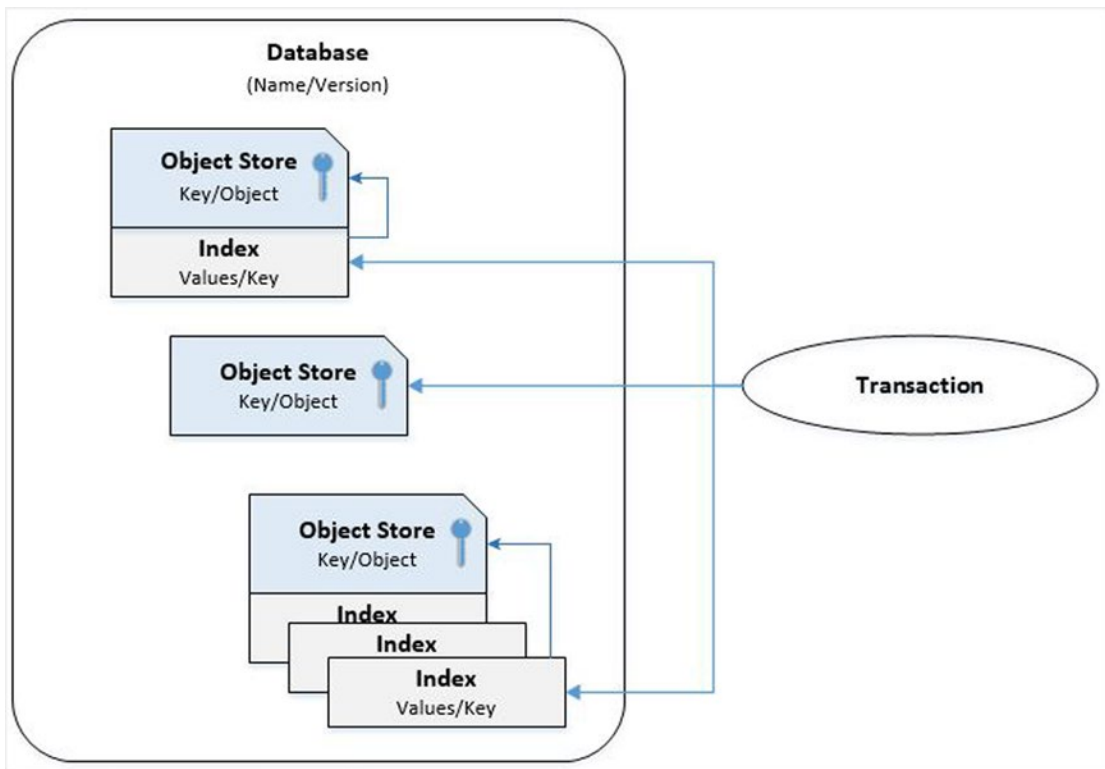 Database
(Name/Version)
Object Store
Key/Object
Index
Values/Key
Object Store
Key/Object
Transaction
Object Store
Key/Object
Index
Index
Index
Values/Key